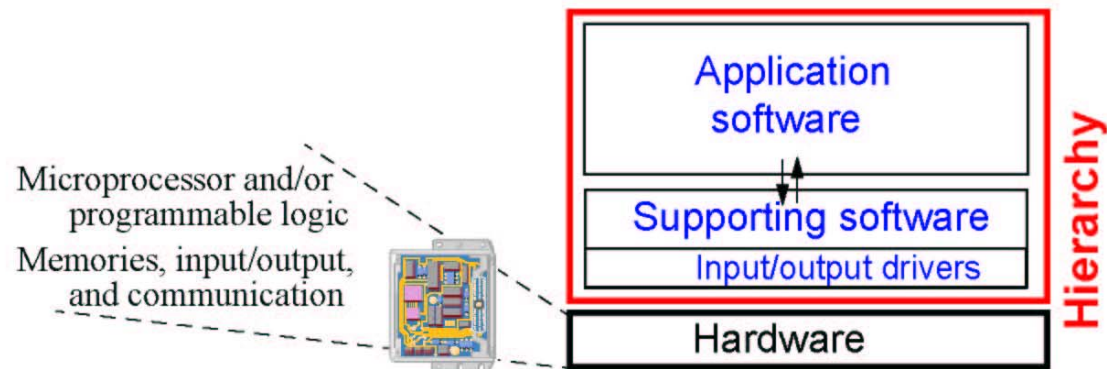 Application
software
Supporting software
Input/output drivers
Hardware
Hierarchy
Microprocessor and/or
programmable logic
Memories, input/output,
and communication